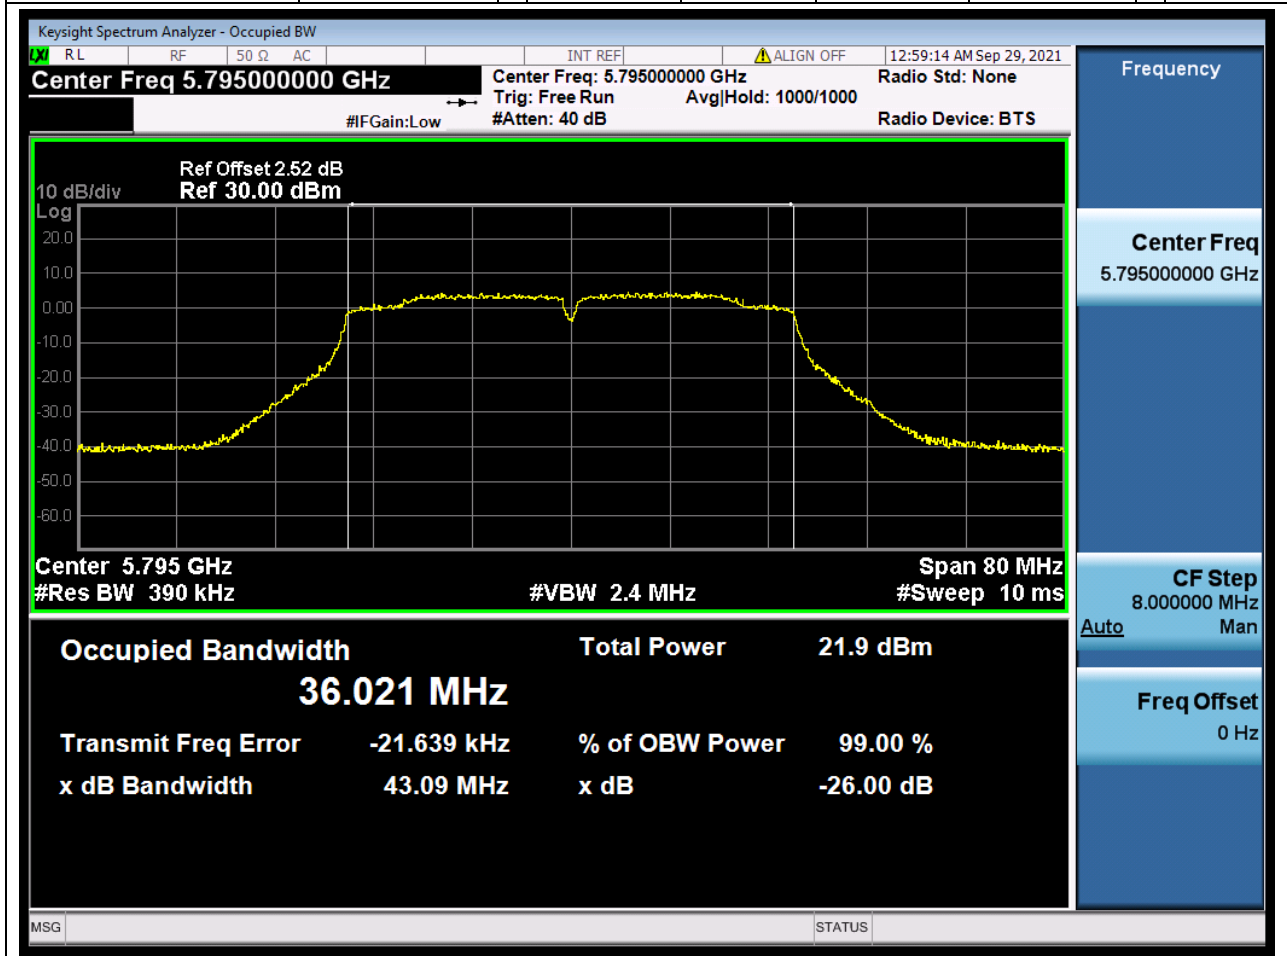 Keysight Spectrum Analyzer - Occupied BW
LXI RL RF 50 Ω AC INT REF ALIGN OFF 12:59:14 AM Sep 29, 2021
Center Freq 5.795000000 GHz
Center Freq: 5.795000000 GHz
Radio Std: None
Trig: Free Run Avg|Hold: 1000/1000
#IFGain:Low
#Atten: 40 dB
Radio Device: BTS
Ref Offset 2.52 dB
10 dB/div Ref 30.00 dBm
Log
20.0
10.0
0.00
-10.0
-20.0
-30.0
-40.0
-50.0
-60.0
Center 5.795 GHz Span 80 MHz
#Res BW 390 kHz #VBW 2.4 MHz #Sweep 10 ms
Occupied Bandwidth Total Power 21.9 dBm
36.021 MHz
Transmit Freq Error -21.639 kHz % of OBW Power 99.00 %
x dB Bandwidth 43.09 MHz x dB -26.00 dB
MSG STATUS
Frequency
Center Freq
5.795000000 GHz
CF Step
8.000000 MHz
Auto Man
Freq Offset
0 Hz